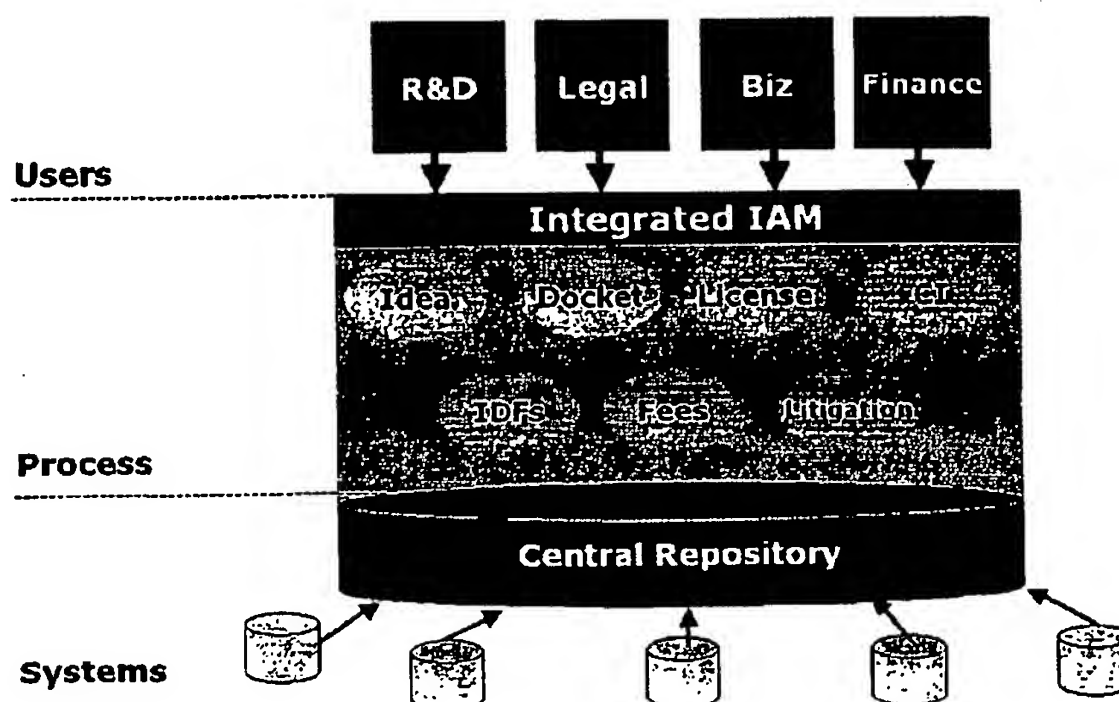 R&D Legal Biz Finance
Users
Integrated IAM
Idea Docket License
IDFs Fees Litigation
Process
Central Repository
Systems